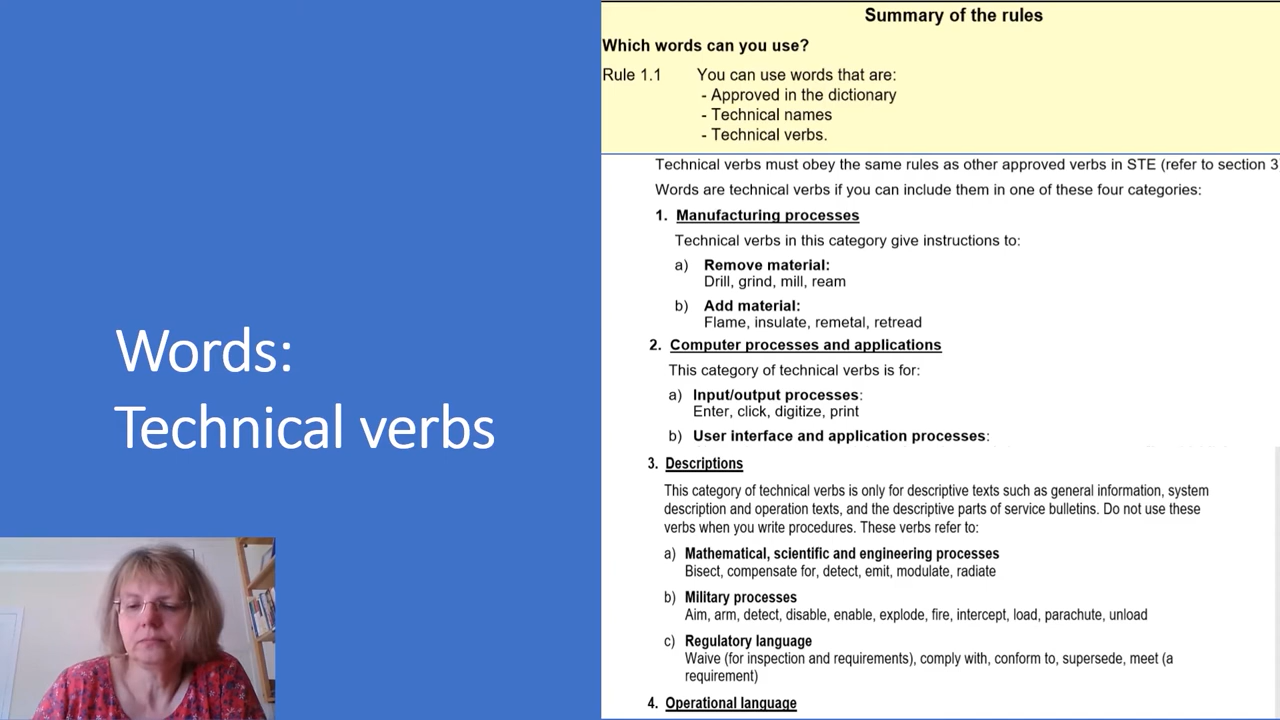 Words:
Technical verbs
Summary of the rules
Which words can you use?
Rule 1.1 You can use words that are:
- Approved in the dictionary
- Technical names
- Technical verbs.
Technical verbs must obey the same rules as other approved verbs in STE (refer to section 3
Words are technical verbs if you can include them in one of these four categories:
1. Manufacturing processes
Technical verbs in this category give instructions to:
a) Remove material:
Drill, grind, mill, ream
b) Add material:
Flame, insulate, remetal, retread
2. Computer processes and applications
This category of technical verbs is for:
a) Input/output processes:
Enter, click, digitize, print
b) User interface and application processes:
3. Descriptions
This category of technical verbs is only for descriptive texts such as general information, system
description and operation texts, and the descriptive parts of service bulletins. Do not use these
verbs when you write procedures. These verbs refer to:
a) Mathematical, scientific and engineering processes
Bisect, compensate for, detect, emit, modulate, radiate
b) Military processes
Aim, arm, detect, disable, enable, explode, fire, intercept, load, parachute, unload
c) Regulatory language
Waive (for inspection and requirements), comply with, conform to, supersede, meet (a
requirement)
4. Operational language